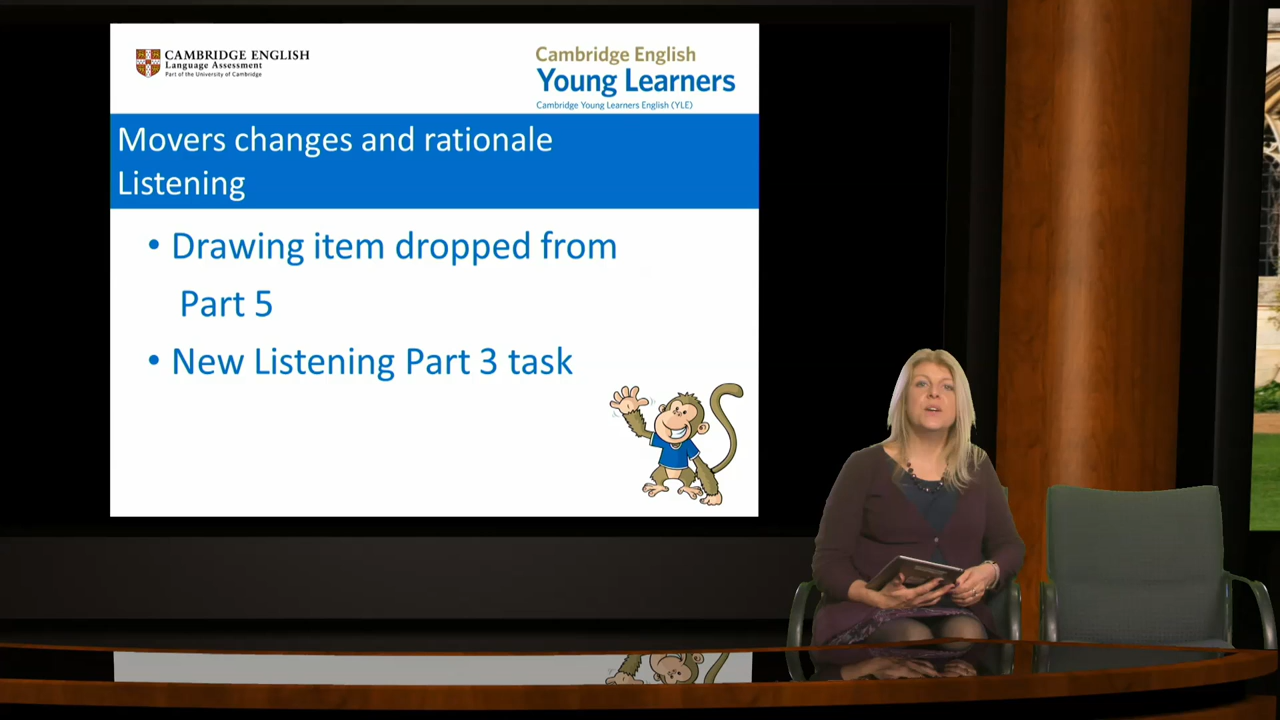 CAMBRIDGE ENGLISH
Language Assessment
Part of the University of Cambridge
Cambridge English
Young Learners
Cambridge Young Learners English (YLE)
Movers changes and rationale
Listening
• Drawing item dropped from
Part 5
• New Listening Part 3 task